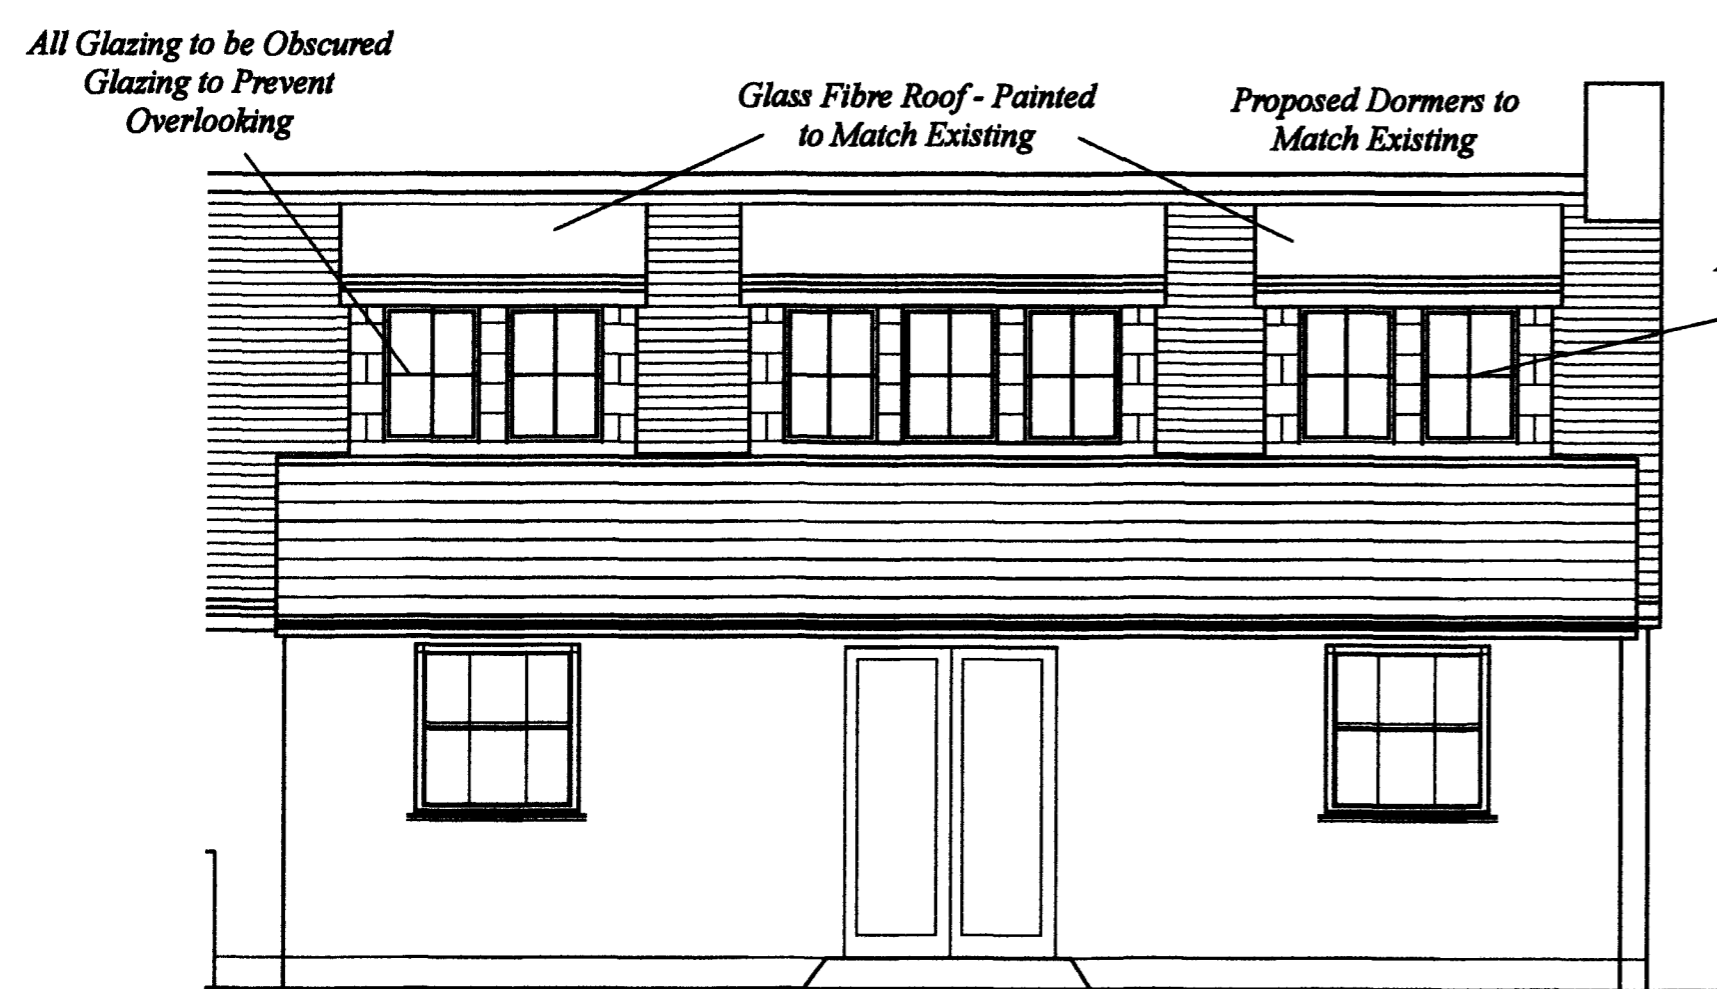 All Glazing to be Obscured
Glazing to Prevent
Overlooking
Glass Fibre Roof - Painted
to Match Existing
Proposed Dormers to
Match Existing